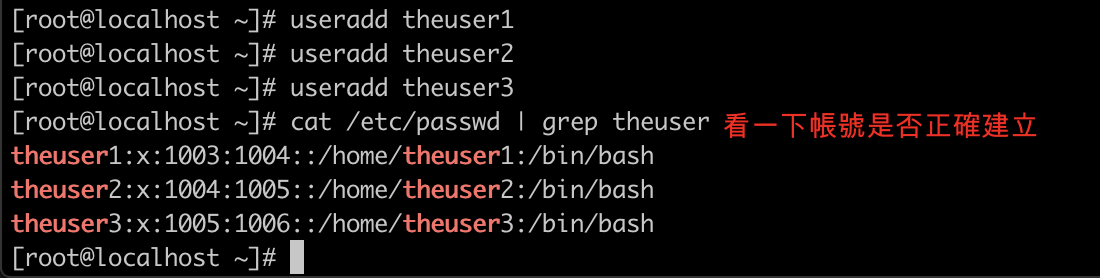 [root@localhost ~]# useradd theuser1
[root@localhost ~]# useradd theuser2
[root@localhost ~]# useradd theuser3
[root@localhost ~]# cat /etc/passwd | grep theuser 看一下帳號是否正確建立
theuser1:x:1003:1004::/home/theuser1:/bin/bash
theuser2:x:1004:1005::/home/theuser2:/bin/bash
theuser3:x:1005:1006::/home/theuser3:/bin/bash
[root@localhost ~]#